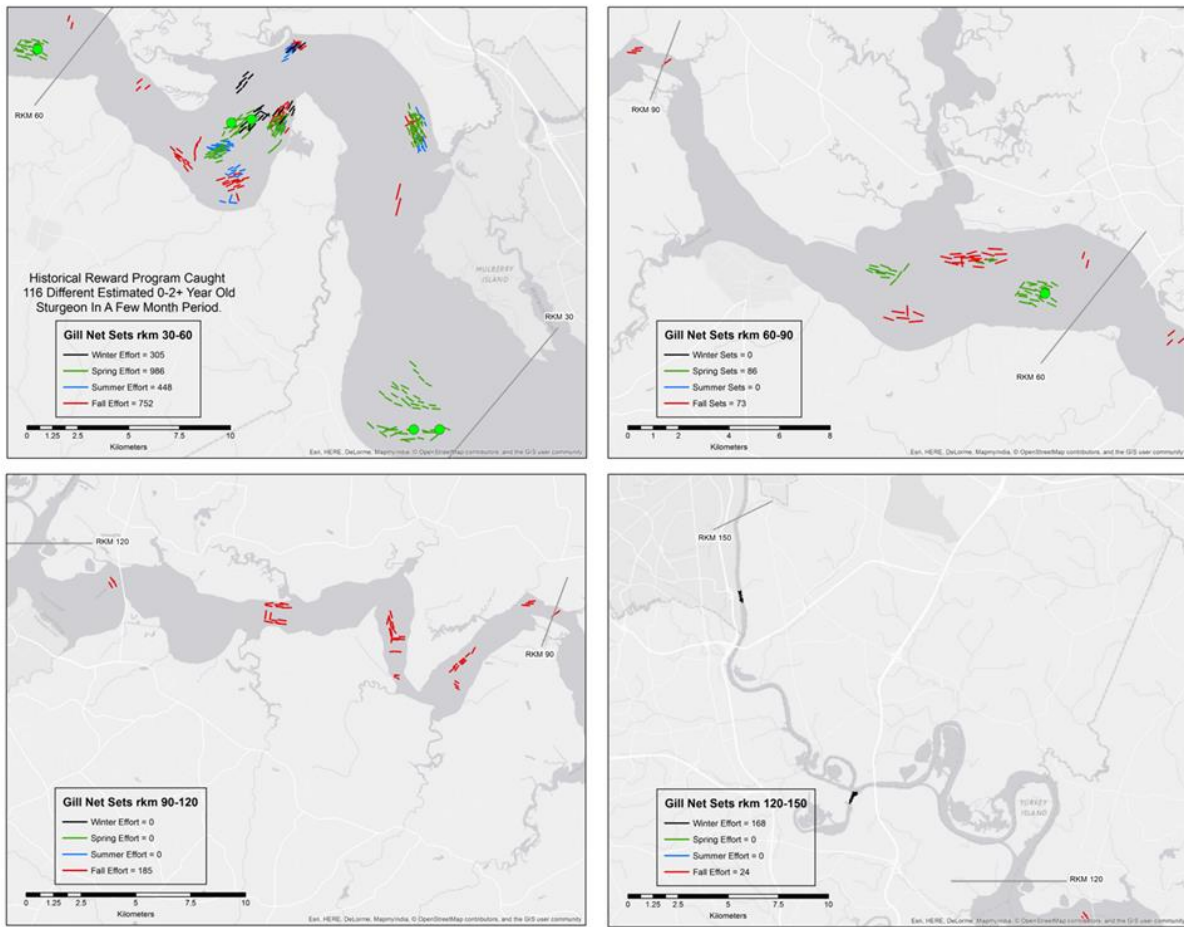 RKM 60
MULBERRY
ISLAND
Historical Reward Program Caught
116 Different Estimated 0-2+ Year Old
Sturgeon In A Few Month Period.
RKM 30
Gill Net Sets rkm 30-60
Winter Effort = 305
Spring Effort = 986
Summer Effort = 448
Fall Effort = 752
0 1.25 2.5 5 7.5 10
Kilometers
Esri, HERE, DeLorme, MapmyIndia, © OpenStreetMap contributors, and the GIS user community
RKM 90
Gill Net Sets rkm 60-90
Winter Sets = 0
Spring Sets = 86
Summer Sets = 0
Fall Sets = 73
RKM 60
0 1 2 4 6 8
Kilometers
Esri, HERE, DeLorme, MapmyIndia, © OpenStreetMap contributors, and the GIS user community
RKM 120
RKM 90
Gill Net Sets rkm 90-120
Winter Effort = 0
Spring Effort = 0
Summer Effort = 0
Fall Effort = 185
0 1.25 2.5 5 7.5 10
Kilometers
Esri, HERE, DeLorme, MapmyIndia, © OpenStreetMap contributors, and the GIS user community
RKM 150
TURKEY
ISLAND
Gill Net Sets rkm 120-150
Winter Effort = 168
Spring Effort = 0
Summer Effort = 0
Fall Effort = 24
RKM 120
0 1.25 2.5 5 7.5 10
Kilometers
Esri, HERE, DeLorme, MapmyIndia, © OpenStreetMap contributors, and the GIS user community